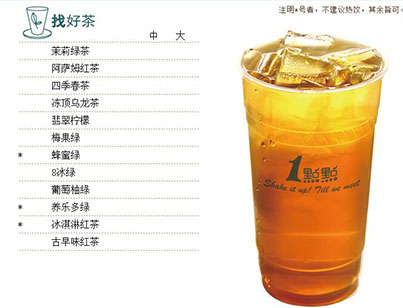 找好茶
注明*号者，不建议热饮，其余皆可。
中 大
茉莉绿茶
阿萨姆红茶
四季春茶
冻顶乌龙茶
翡翠柠檬
梅果绿
* 蜂蜜绿
8冰绿
葡萄柚绿
* 养乐多绿
* 冰淇淋红茶
古早味红茶
1點點
Shake it up! Till we meet